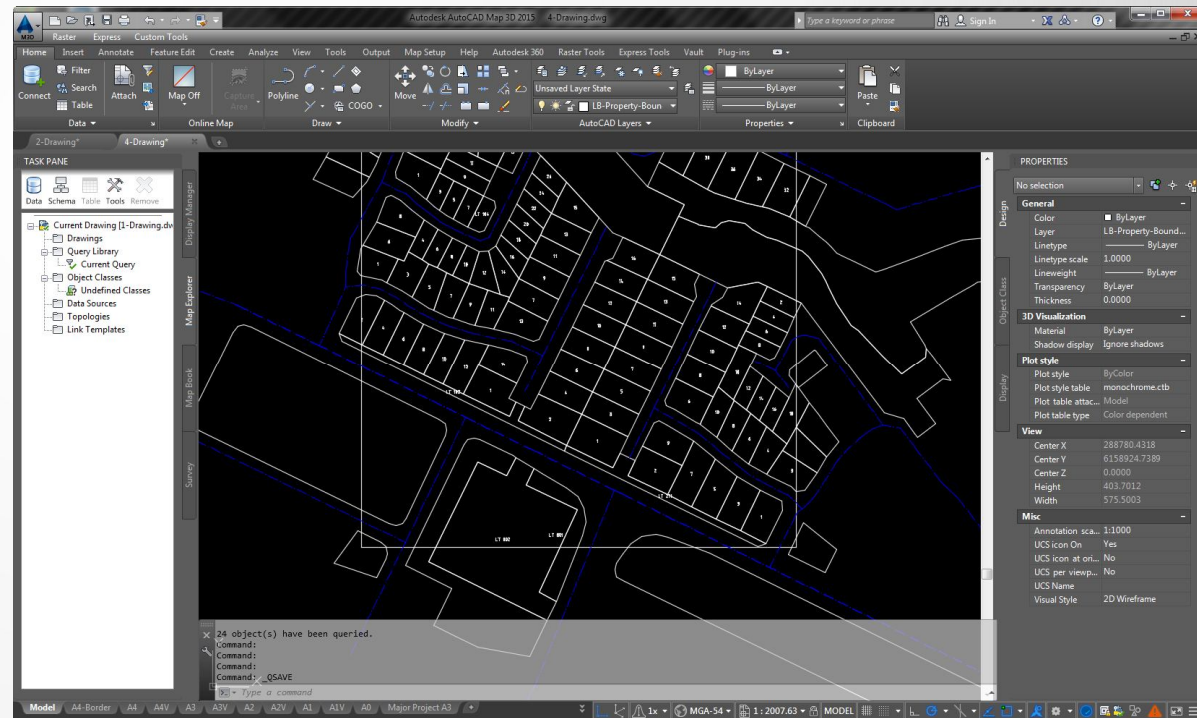 Autodesk AutoCAD Map 3D 2015 4-Drawing.dwg
Type a keyword or phrase
Sign In
M3D
Raster Express Custom Tools
Home Insert Annotate Feature Edit Create Analyze View Tools Output Map Setup Help Autodesk 360 Raster Tools Express Tools Vault Plug-ins
Connect
Filter
Search
Table
Attach
Map Off
Capture Area
Polyline
COGO
Move
Unsaved Layer State
LB-Property-Boun
ByLayer
ByLayer
ByLayer
Paste
Data
Online Map
Draw
Modify
AutoCAD Layers
Properties
Clipboard
2-Drawing*
4-Drawing*
TASK PANE
Data Schema Table Tools Remove
Current Drawing [1-Drawing.dw
Drawings
Query Library
Current Query
Object Classes
Undefined Classes
Data Sources
Topologies
Link Templates
Display Manager
Map Explorer
Map Book
Survey
LT 802
24 object(s) have been queried.
Command:
Command:
Command:
Command: _QSAVE
Type a command
Design
Object Class
Display
PROPERTIES
No selection
General
Color ByLayer
Layer LB-Property-Bound...
Linetype ByLayer
Linetype scale 1.0000
Lineweight ByLayer
Transparency ByLayer
Thickness 0.0000
3D Visualization
Material ByLayer
Shadow display Ignore shadows
Plot style
Plot style ByColor
Plot style table monochrome.ctb
Plot table attac... Model
Plot table type Color dependent
View
Center X 288780.4318
Center Y 6158924.7389
Center Z 0.0000
Height 403.7012
Width 575.5003
Misc
Annotation sca... 1:1000
UCS icon On Yes
UCS icon at ori... No
UCS per viewp... No
UCS Name
Visual Style 2D Wireframe
Model A4-Border A4 A4V A3 A3V A2 A2V A1 A1V A0 Major Project A3
1x
MGA-54
1:2007.63
MODEL